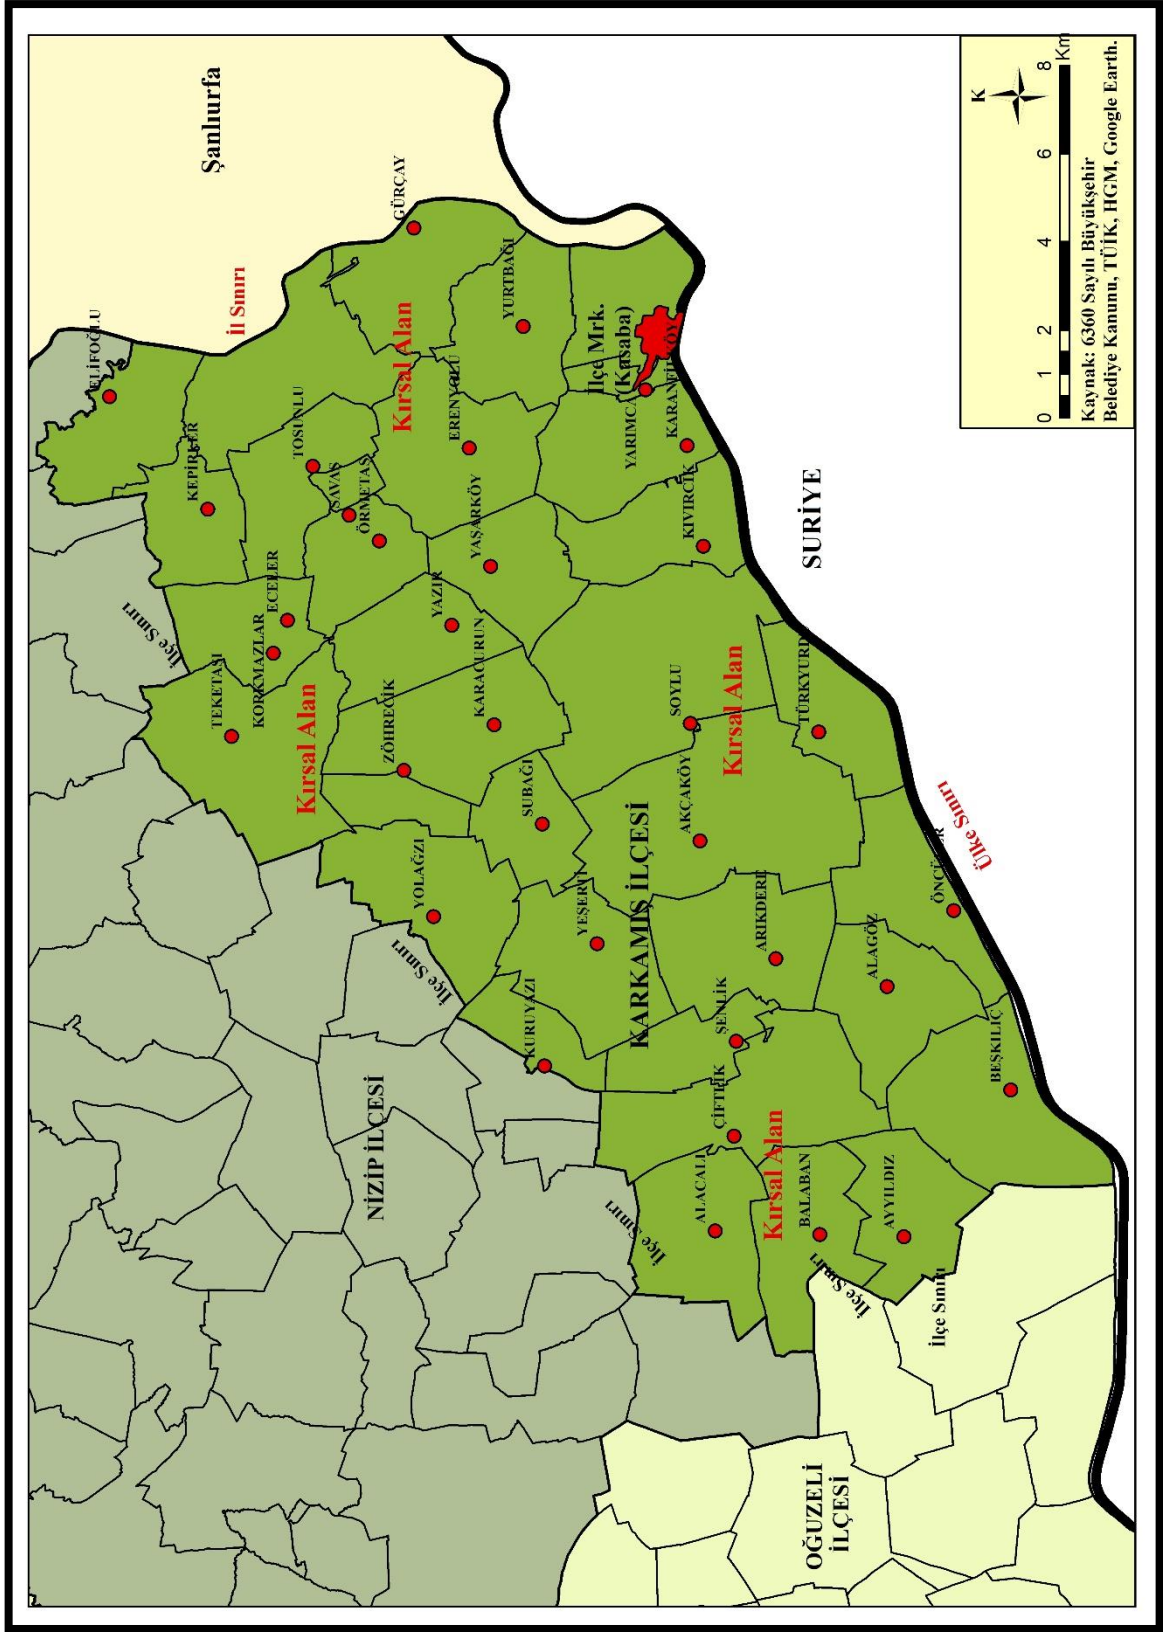 Şanlıurfa
GÜRÇAY
İl Sınırı
ELİFOĞLU
Kırsal Alan
YURTBAĞI
İlçe Mrk.
(Kasaba)
KARANFİLKÖY
YARIMCA
ERENYOLU
TOSUNLU
KEPİRLER
SAVAŞ
ÖRMETAŞ
YAŞARKÖY
KIVIRCIK
SURİYE
ECELER
KORKMAZLAR
İlçe Sınırı
TEKETAŞI
Kırsal Alan
YAZIR
KARACURUN
ZÖHRECİK
SOYLU
Kırsal Alan
TÜRKYURDU
SUBAĞI
AKÇAKÖY
KARKAMIŞ İLÇESİ
YOLAĞZI
YEŞERTİ
ARIKDERE
ÖNCÜLER
Ülke Sınırı
ALAGÖZ
İlçe Sınırı
KURUYAZI
ŞENLİK
BEŞKILIÇ
NİZİP İLÇESİ
ÇİFTLİK
Kırsal Alan
ALACALI
BALABAN
AYYILDIZ
İlçe Sınırı
İlçe Sınırı
İlçe Sınırı
OĞUZELİ
İLÇESİ
K
0 1 2 4 6 8
Km
Kaynak: 6360 Sayılı Büyükşehir
Belediye Kanunu, TÜİK, HGM, Google Earth.